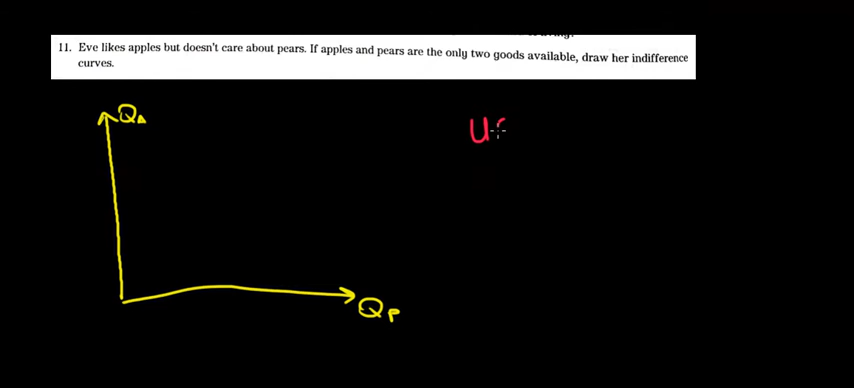 11. Eve likes apples but doesn't care about pears. If apples and pears are the only two goods available, draw her indifference
curves.
QA
U
QP